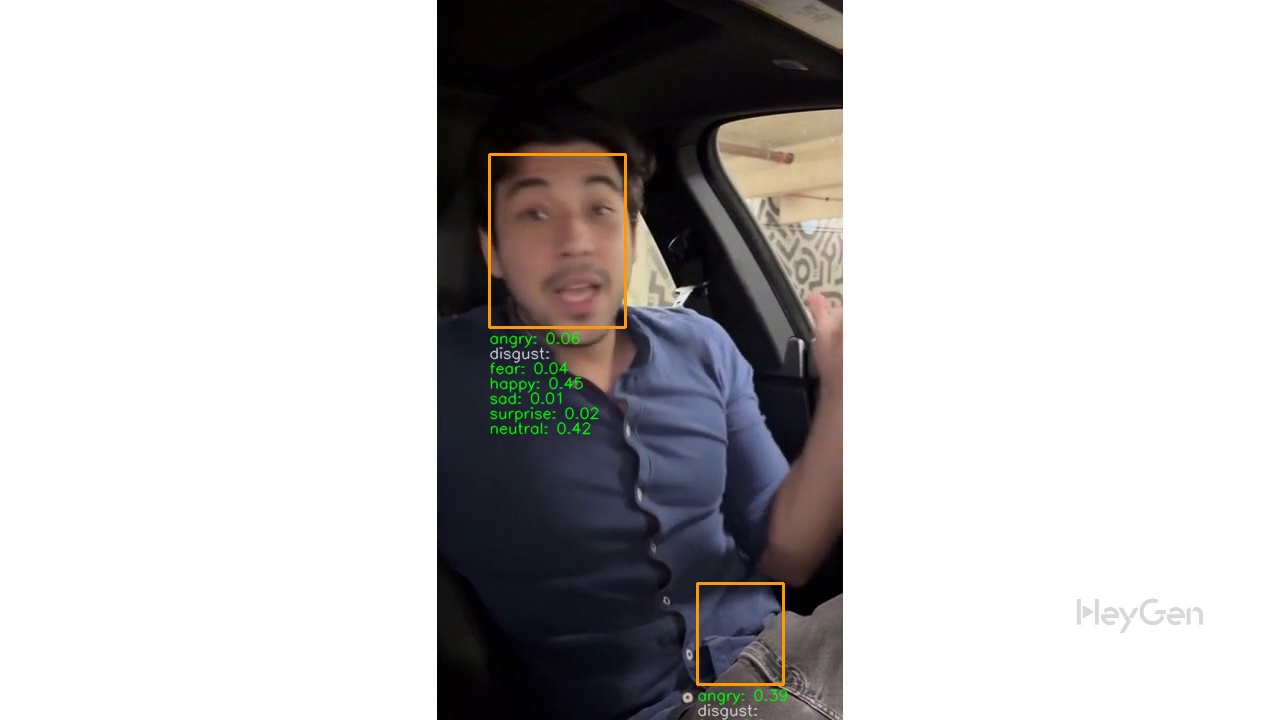 angry: 0.06
disgust:
fear: 0.04
happy: 0.45
sad: 0.01
surprise: 0.02
neutral: 0.42
HeyGen
angry: 0.39
disgust: